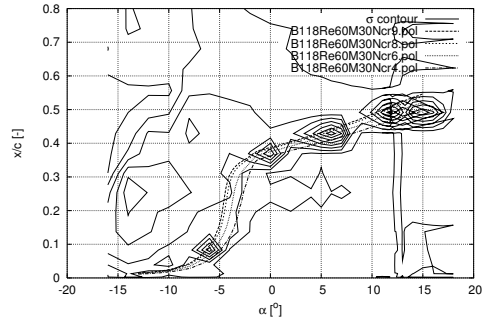 σ contour
B118Re60M30Ncr9.pol
B118Re60M30Ncr8.pol
B118Re60M30Ncr6.pol
B118Re60M30Ncr4.pol
0.8
0.7
0.6
0.5
0.4
0.3
0.2
0.1
0
x/c [-]
-20 -15 -10 -5 0 5 10 15 20
α [°]